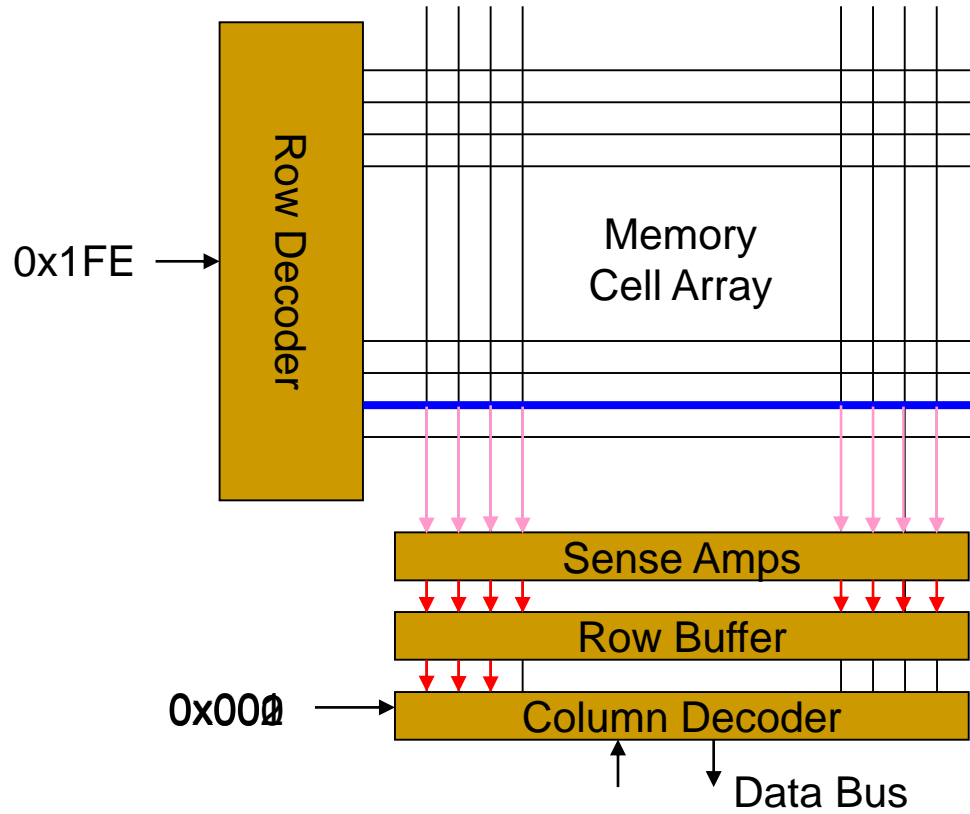 Row Decoder
0x1FE
Memory
Cell Array
Sense Amps
Row Buffer
Column Decoder
Data Bus